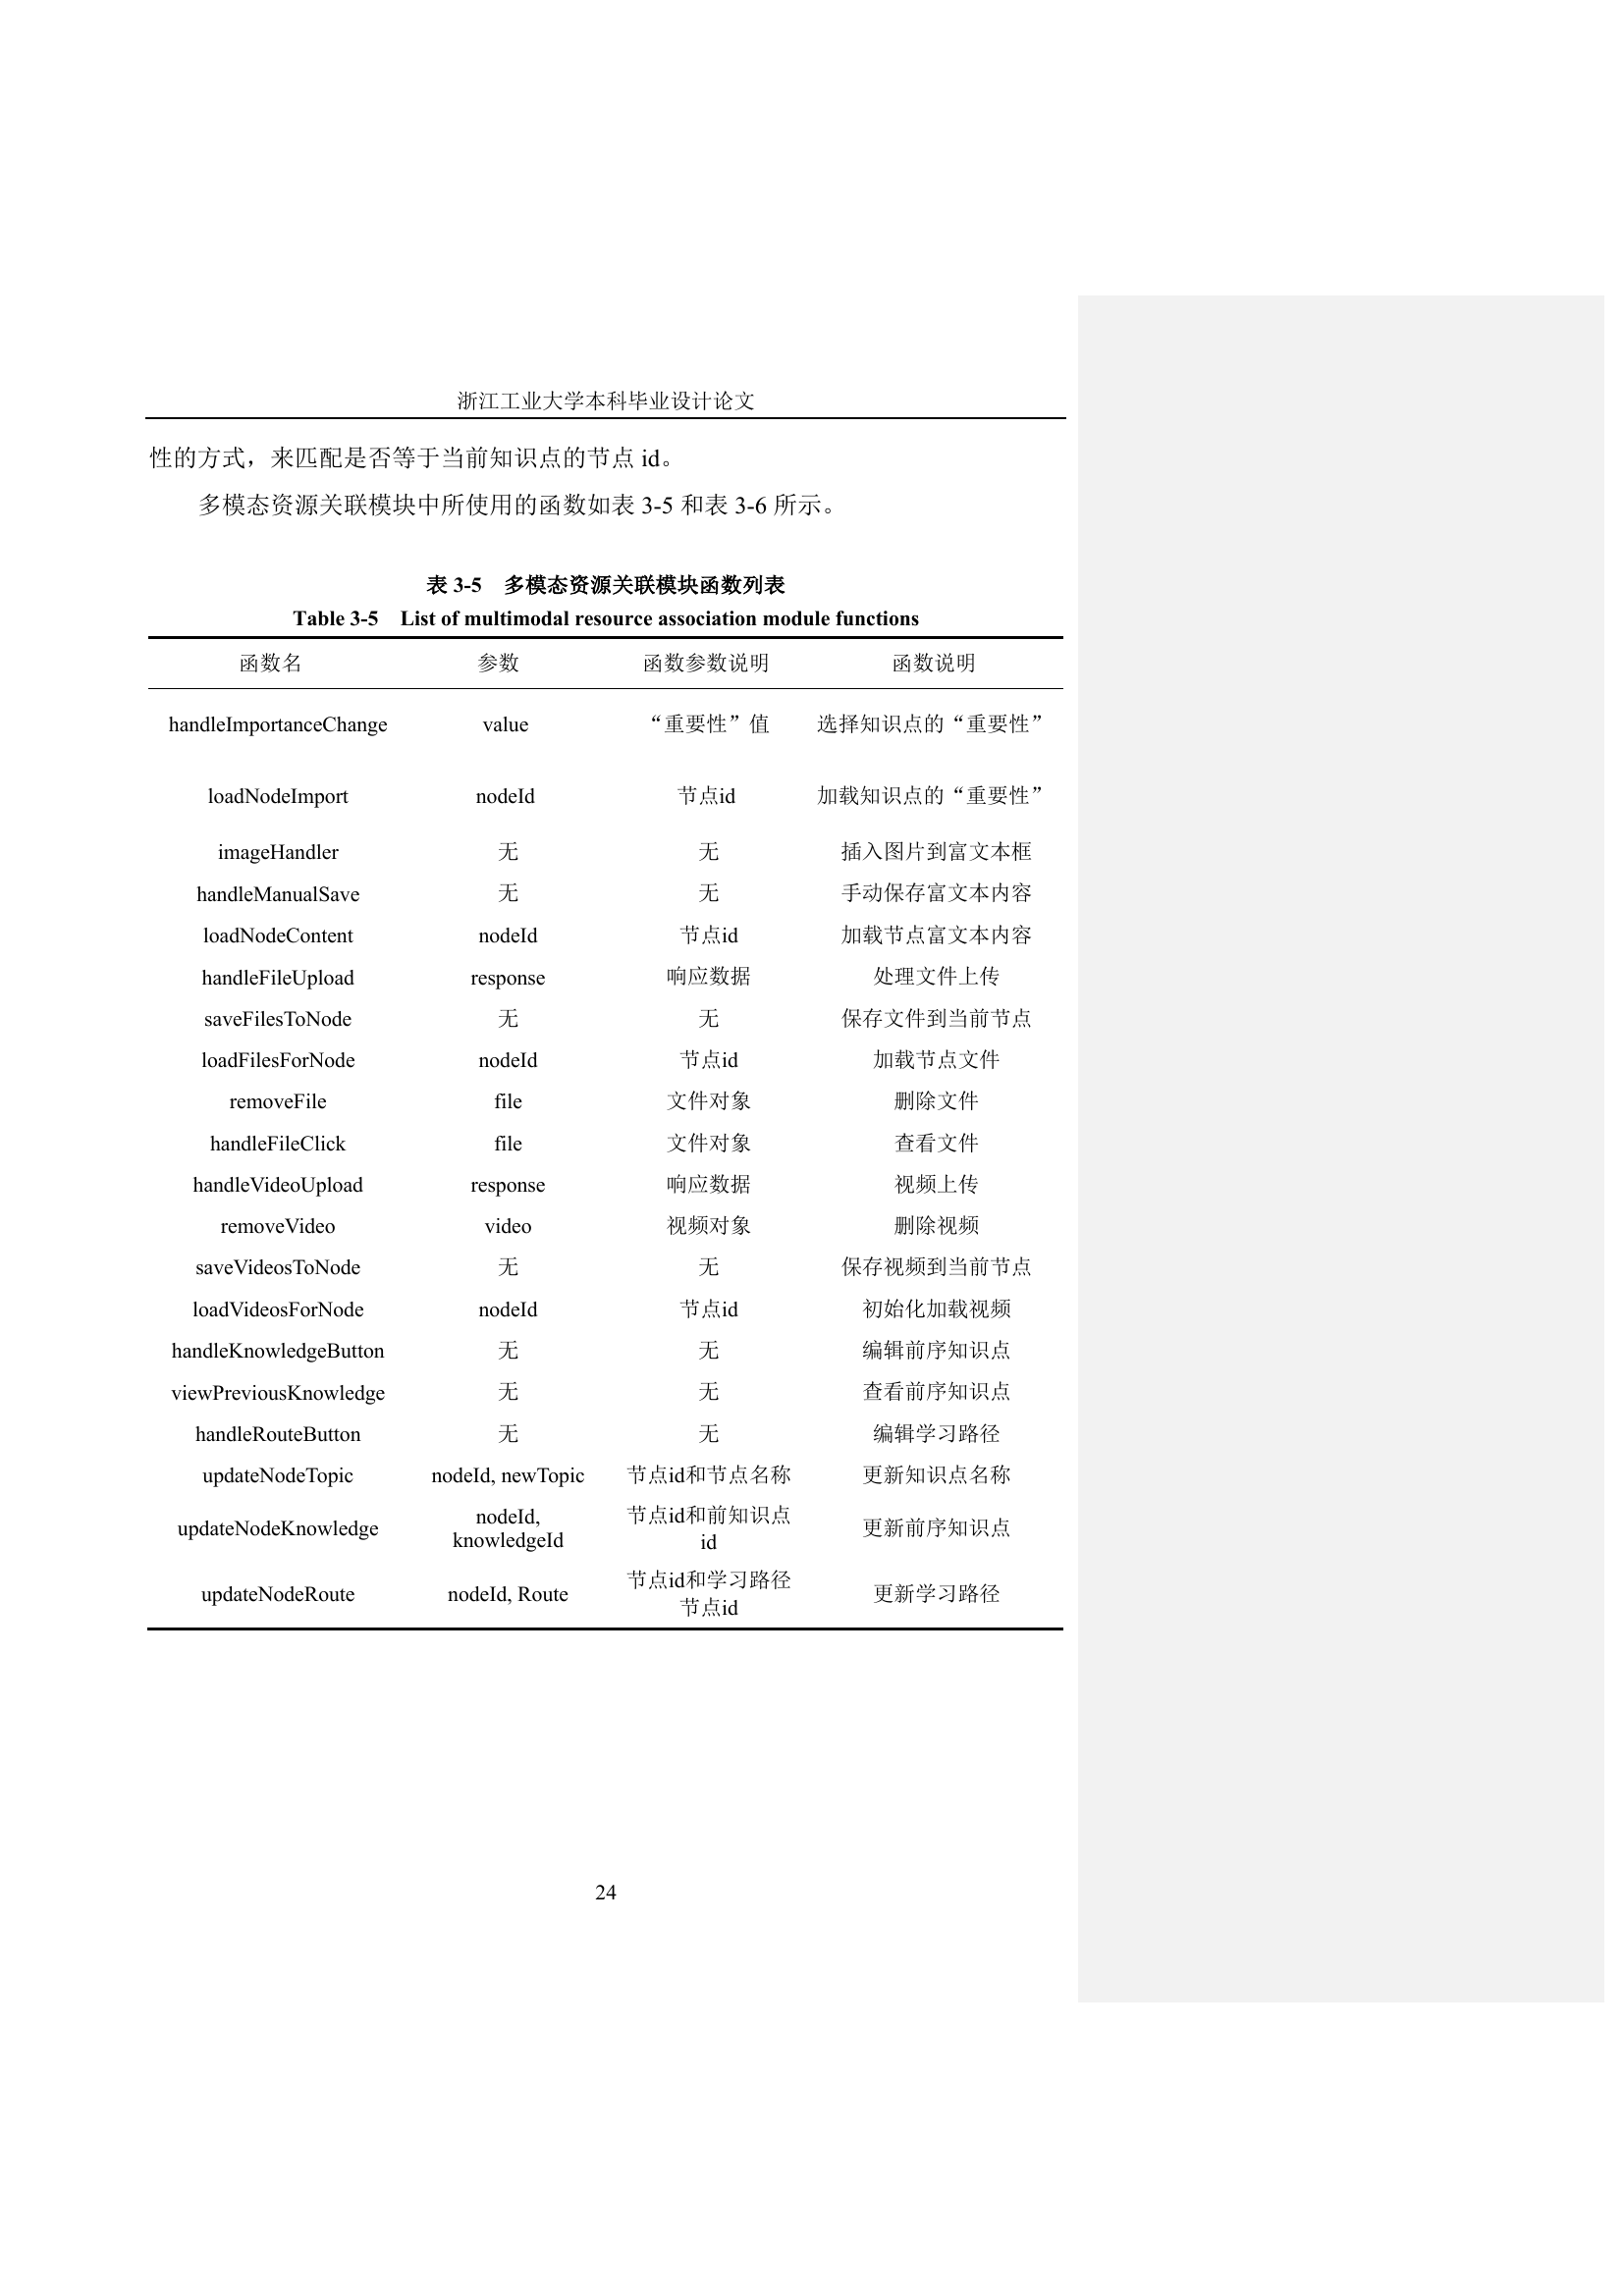 浙江工业大学本科毕业设计论文
性的方式，来匹配是否等于当前知识点的节点 id。
多模态资源关联模块中所使用的函数如表 3-5 和表 3-6 所示。
表 3-5 多模态资源关联模块函数列表
Table 3-5 List of multimodal resource association module functions
函数名 参数 函数参数说明 函数说明
handleImportanceChange value “重要性”值 选择知识点的“重要性”
loadNodeImport nodeId 节点id 加载知识点的“重要性”
imageHandler 无 无 插入图片到富文本框
handleManualSave 无 无 手动保存富文本内容
loadNodeContent nodeId 节点id 加载节点富文本内容
handleFileUpload response 响应数据 处理文件上传
saveFilesToNode 无 无 保存文件到当前节点
loadFilesForNode nodeId 节点id 加载节点文件
removeFile file 文件对象 删除文件
handleFileClick file 文件对象 查看文件
handleVideoUpload response 响应数据 视频上传
removeVideo video 视频对象 删除视频
saveVideosToNode 无 无 保存视频到当前节点
loadVideosForNode nodeId 节点id 初始化加载视频
handleKnowledgeButton 无 无 编辑前序知识点
viewPreviousKnowledge 无 无 查看前序知识点
handleRouteButton 无 无 编辑学习路径
updateNodeTopic nodeId, newTopic 节点id和节点名称 更新知识点名称
updateNodeKnowledge nodeId, knowledgeId 节点id和前知识点id 更新前序知识点
updateNodeRoute nodeId, Route 节点id和学习路径节点id 更新学习路径
24